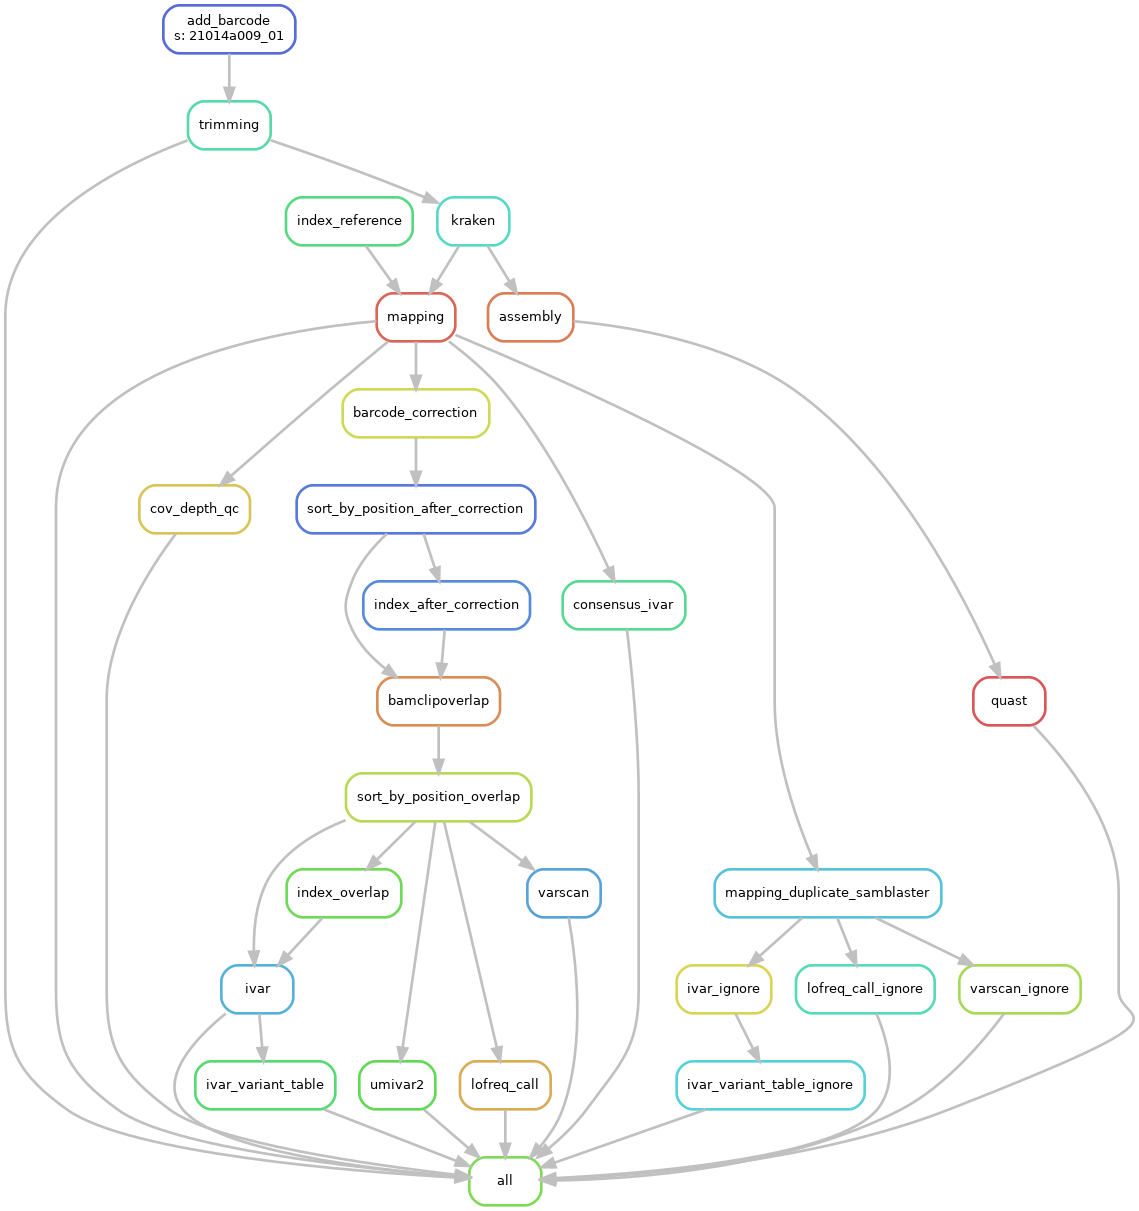 add_barcode
s: 21014a009_01
trimming
index_reference
kraken
mapping
assembly
barcode_correction
cov_depth_qc
sort_by_position_after_correction
index_after_correction
consensus_ivar
bamclipoverlap
quast
sort_by_position_overlap
index_overlap
varscan
mapping_duplicate_samblaster
ivar
ivar_ignore
lofreq_call_ignore
varscan_ignore
ivar_variant_table
umivar2
lofreq_call
ivar_variant_table_ignore
all